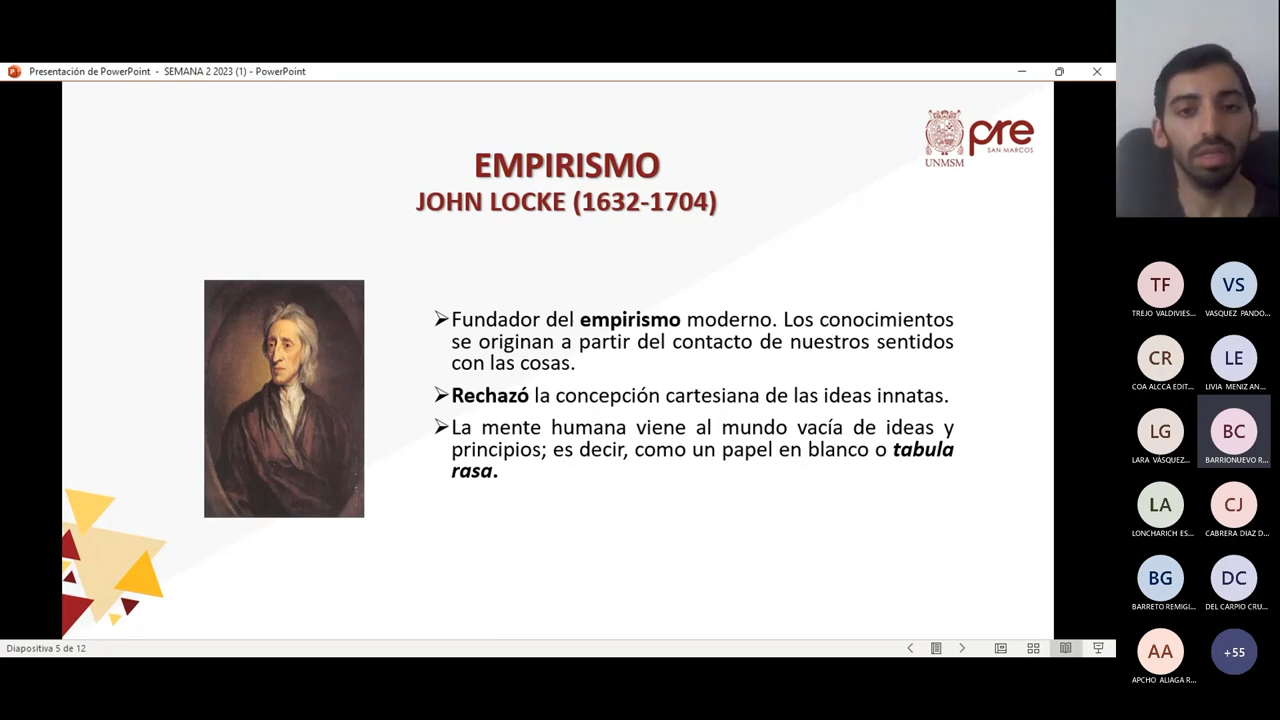 Presentación de PowerPoint - SEMANA 2 2023 (1) - PowerPoint
UNMSM
pre
SAN MARCOS
EMPIRISMO
JOHN LOCKE (1632-1704)
➢Fundador del empirismo moderno. Los conocimientos
se originan a partir del contacto de nuestros sentidos
con las cosas.
➢Rechazó la concepción cartesiana de las ideas innatas.
➢La mente humana viene al mundo vacía de ideas y
principios; es decir, como un papel en blanco o tabula
rasa.
Diapositiva 5 de 12
TF
TREJO VALDIVIES...
VS
VASQUEZ PANDO...
CR
COA ALCCA EDIT...
LE
LIVIA MENIZ AN...
LG
LARA VÁSQUEZ...
BC
BARRIONUEVO R...
LA
LONCHARICH ES...
CJ
CABRERA DIAZ D...
BG
BARRETO REMIGI...
DC
DEL CARPIO CRU...
AA
APCHO ALIAGA R...
+55